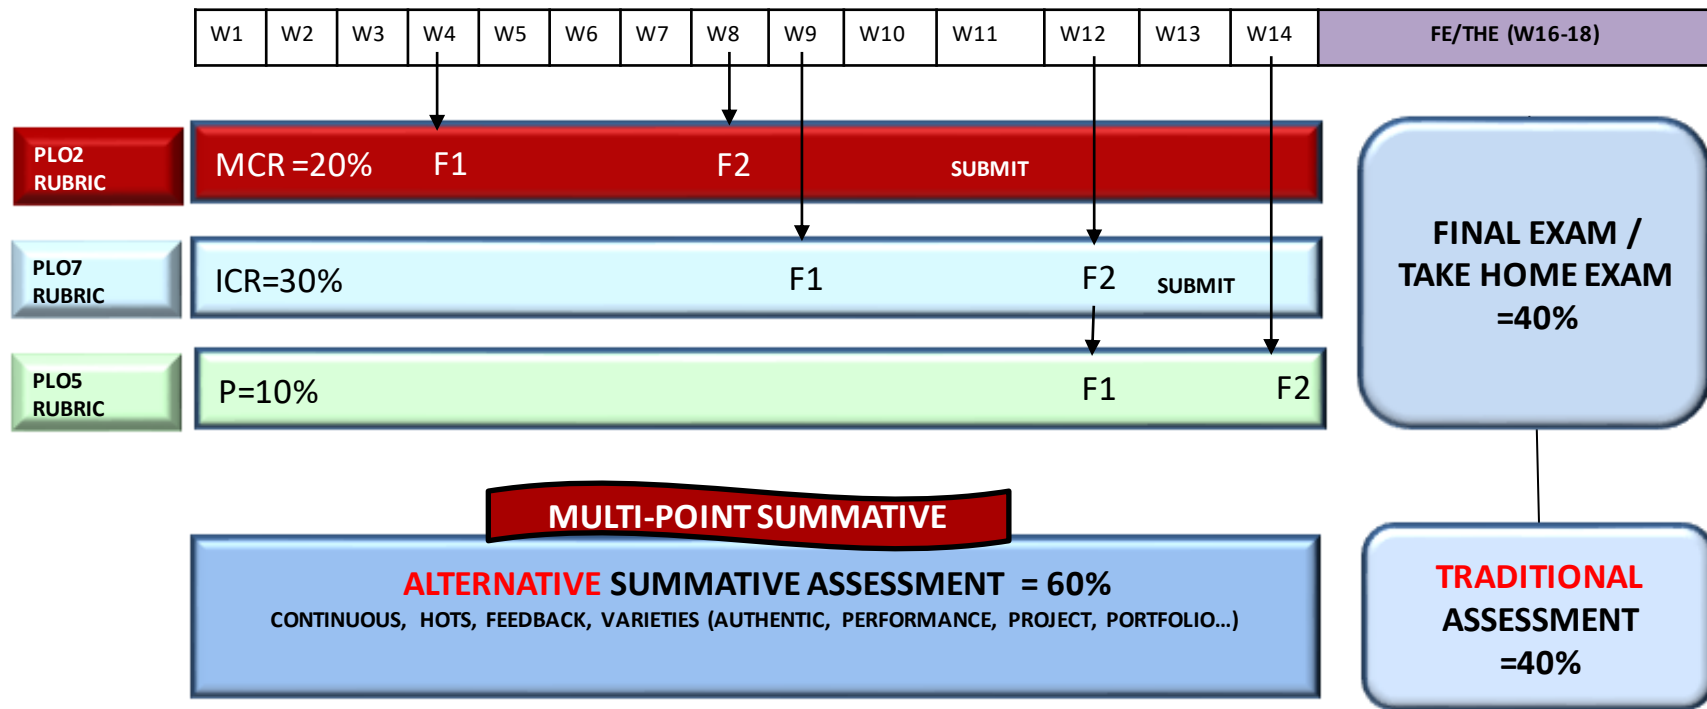 W1 W2 W3 W4 W5 W6 W7 W8 W9 W10 W11 W12 W13 W14 FE/THE (W16-18)
PLO2
RUBRIC
MCR =20% F1 F2 SUBMIT
PLO7
RUBRIC
ICR=30% F1 F2 SUBMIT
PLO5
RUBRIC
P=10% F1 F2
FINAL EXAM /
TAKE HOME EXAM
=40%
MULTI-POINT SUMMATIVE
ALTERNATIVE SUMMATIVE ASSESSMENT = 60%
CONTINUOUS, HOTS, FEEDBACK, VARIETIES (AUTHENTIC, PERFORMANCE, PROJECT, PORTFOLIO...)
TRADITIONAL
ASSESSMENT
=40%